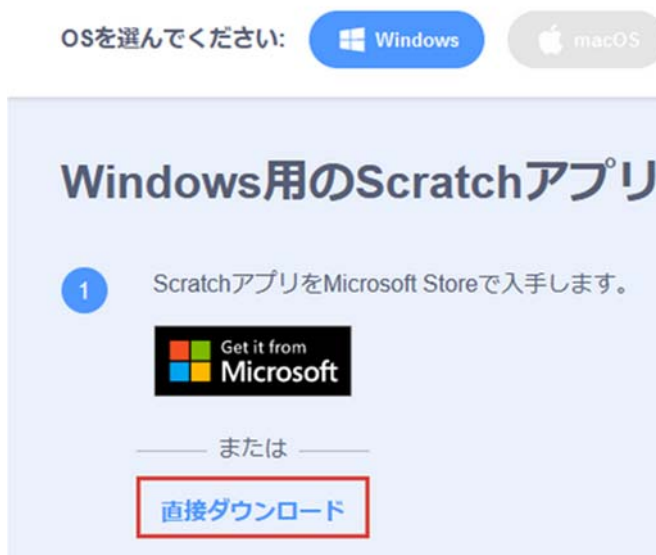 OSを選んでください: Windows macOS
Windows用のScratchアプリ
1 ScratchアプリをMicrosoft Storeで入手します。
Get it from
Microsoft
または
直接ダウンロード